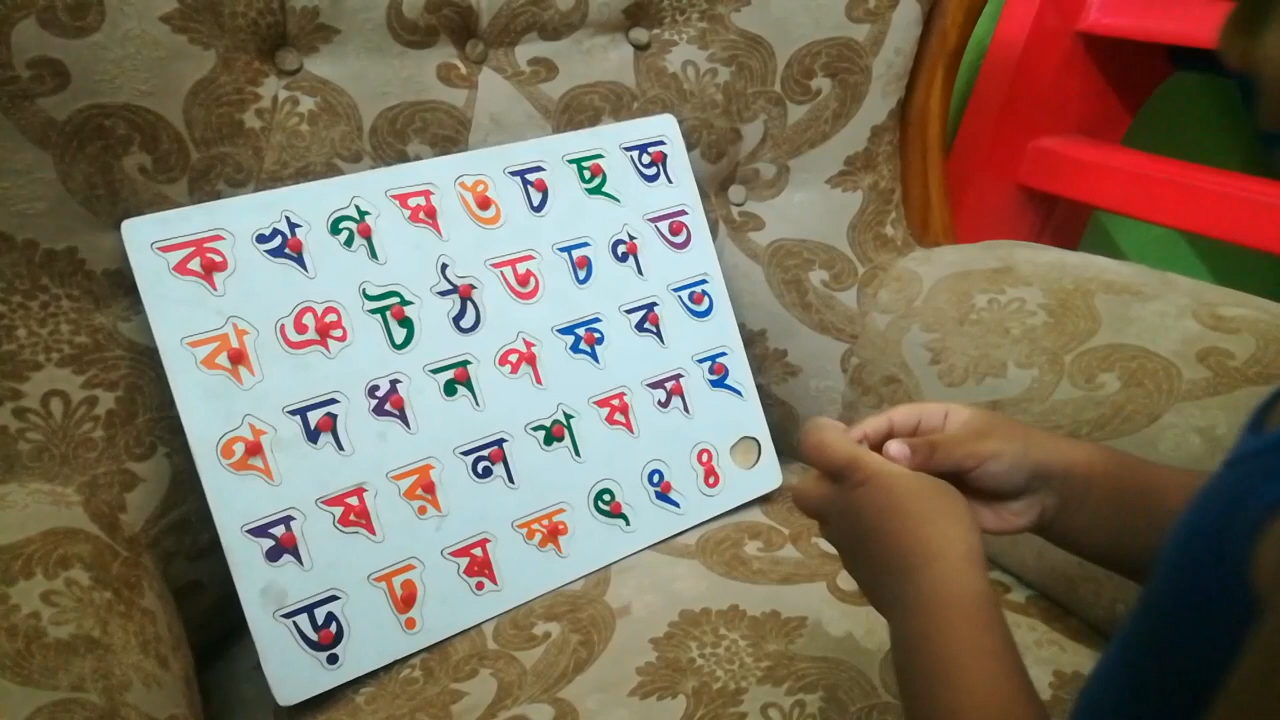 ক খ গ ঘ ঙ চ ছ জ
ঝ ঞ ট ঠ ড ঢ ণ ত
থ দ ধ ন প ফ ব ভ
ম য র ল শ ষ স হ
ড় ঢ় য় ক্ষ ৎ ং ঃ